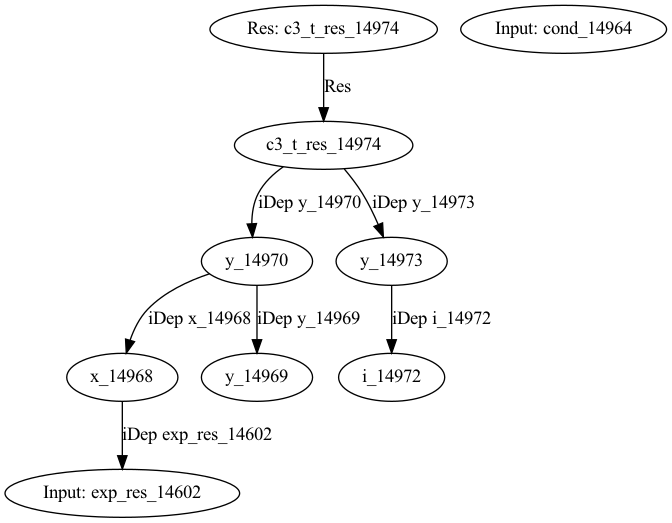 Res: c3_t_res_14974
Input: cond_14964
Res
c3_t_res_14974
iDep y_14970
iDep y_14973
y_14970
y_14973
iDep x_14968
iDep y_14969
iDep i_14972
x_14968
y_14969
i_14972
iDep exp_res_14602
Input: exp_res_14602